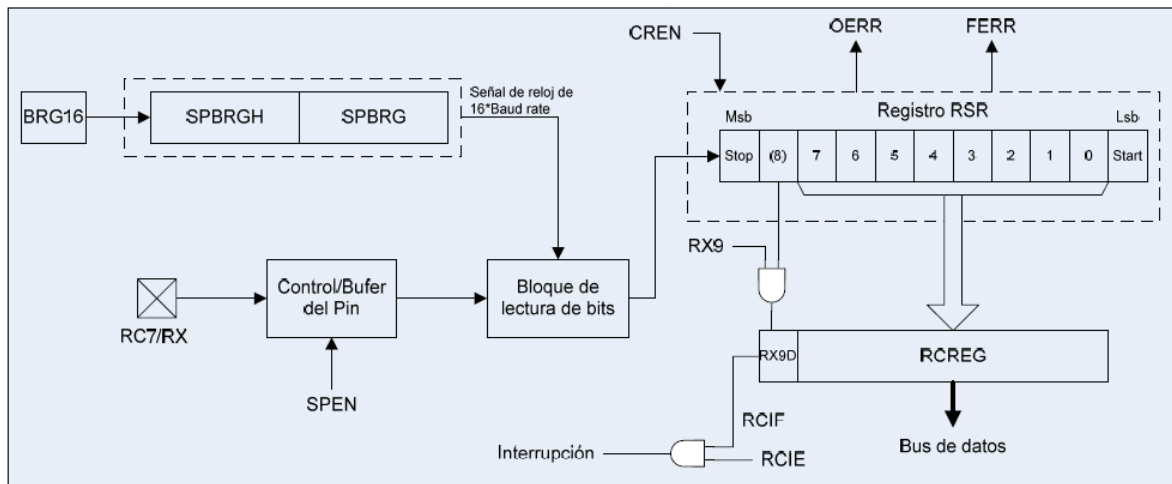 CREN
OERR
FERR
BRG16
SPBRGH
SPBRG
Señal de reloj de
16*Baud rate
Registro RSR
Msb
Lsb
Stop
(8)
7
6
5
4
3
2
1
0
Start
RX9
RC7/RX
Control/Bufer
del Pin
SPEN
Bloque de
lectura de bits
RX9D
RCREG
RCIF
RCIE
Interrupción
Bus de datos